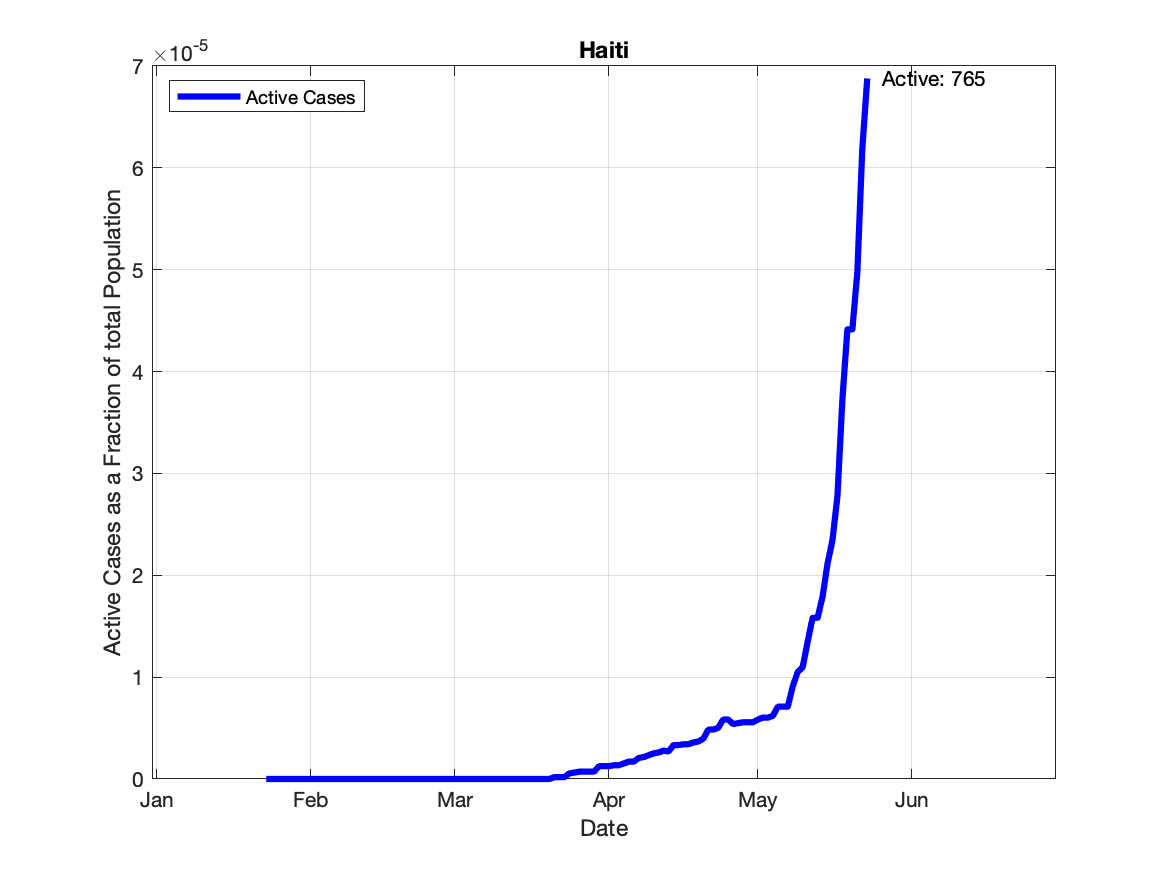 Haiti
×10-5
7
6
5
4
3
2
1
0
Active Cases as a Fraction of total Population
Active Cases
Active: 765
Jan Feb Mar Apr May Jun
Date